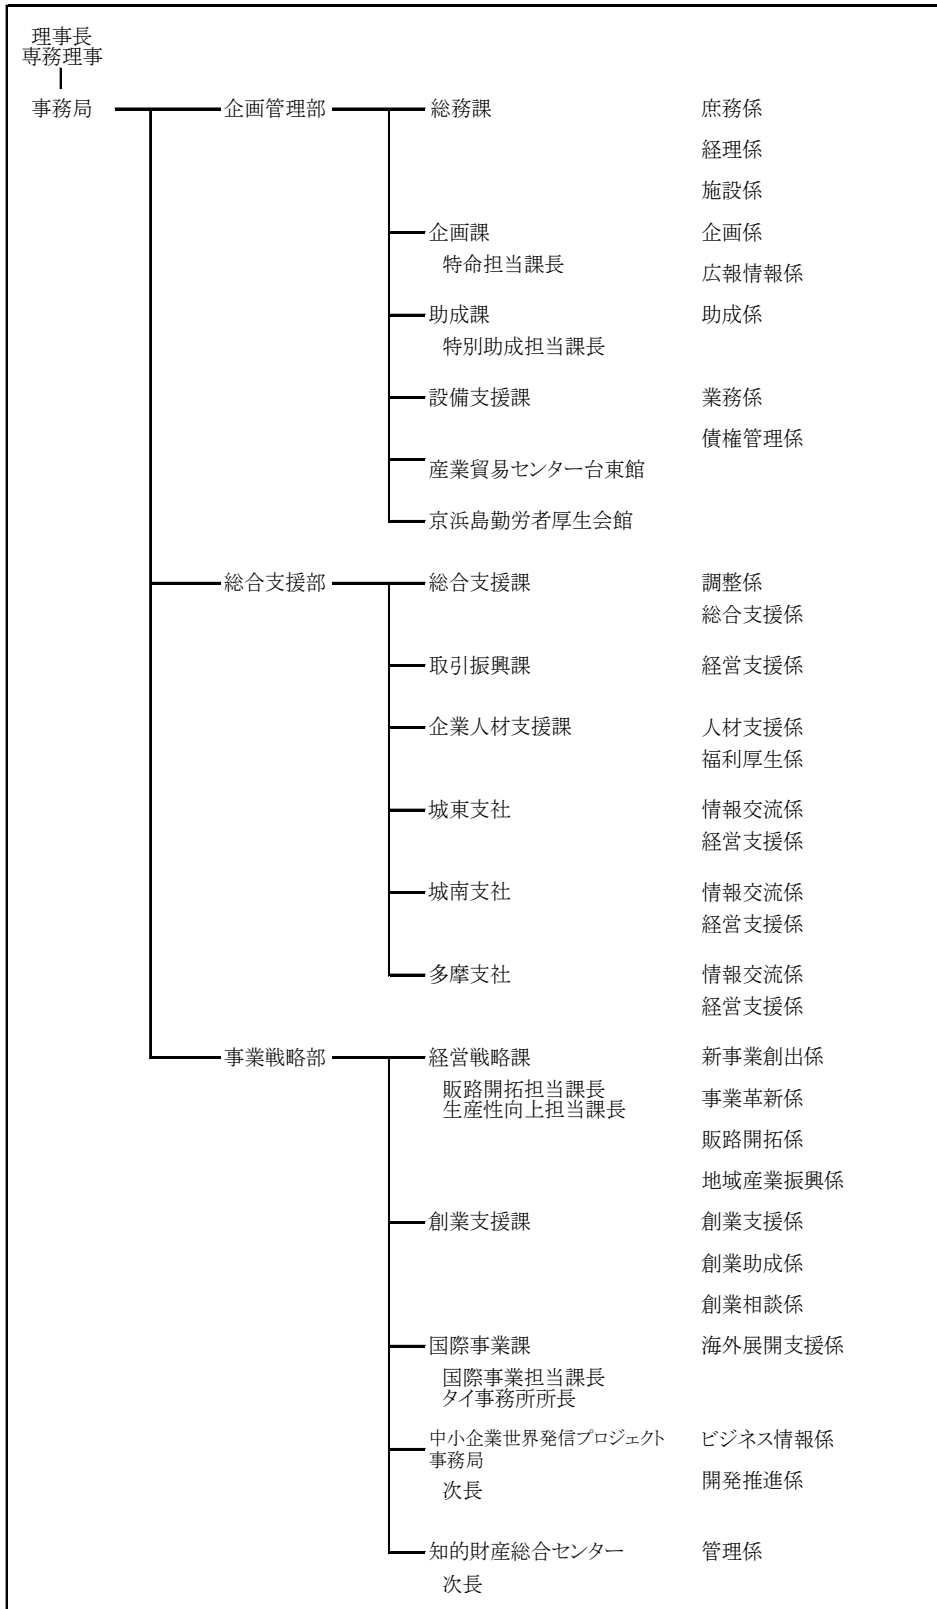 理事長
専務理事
事務局 企画管理部 総務課 庶務係
経理係
施設係
企画課 企画係
特命担当課長
広報情報係
助成課 助成係
特別助成担当課長
設備支援課 業務係
債権管理係
産業貿易センター台東館
京浜島勤労者厚生会館
総合支援部 総合支援課 調整係
総合支援係
取引振興課 経営支援係
企業人材支援課 人材支援係
福利厚生係
城東支社 情報交流係
経営支援係
城南支社 情報交流係
経営支援係
多摩支社 情報交流係
経営支援係
事業戦略部 経営戦略課 新事業創出係
販路開拓担当課長
生産性向上担当課長
事業革新係
販路開拓係
地域産業振興係
創業支援課 創業支援係
創業助成係
創業相談係
国際事業課 海外展開支援係
国際事業担当課長
タイ事務所所長
中小企業世界発信プロジェクト ビジネス情報係
事務局
次長
開発推進係
知的財産総合センター 管理係
次長